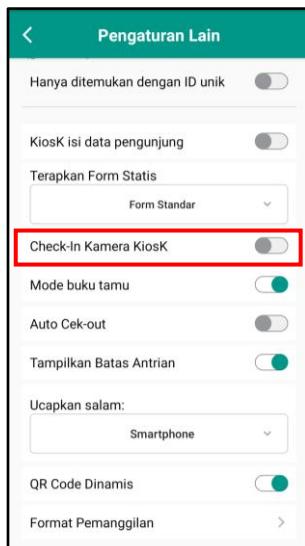 Pengaturan Lain
Hanya ditemukan dengan ID unik
KiosK isi data pengunjung
Terapkan Form Statis
Form Standar
Check-In Kamera KiosK
Mode buku tamu
Auto Cek-out
Tampilkan Batas Antrian
Ucapkan salam:
Smartphone
QR Code Dinamis
Format Pemanggilan